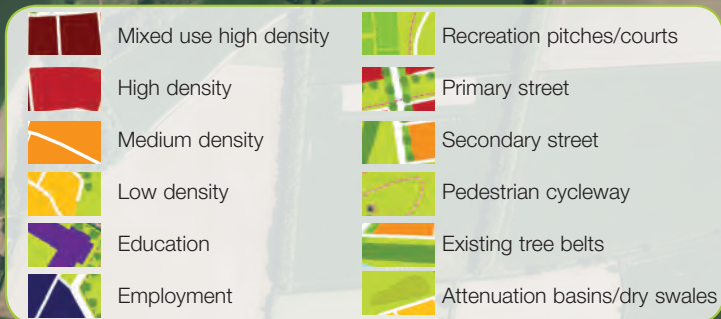 Mixed use high density
High density
Medium density
Low density
Education
Employment
Recreation pitches/courts
Primary street
Secondary street
Pedestrian cycleway
Existing tree belts
Attenuation basins/dry swales